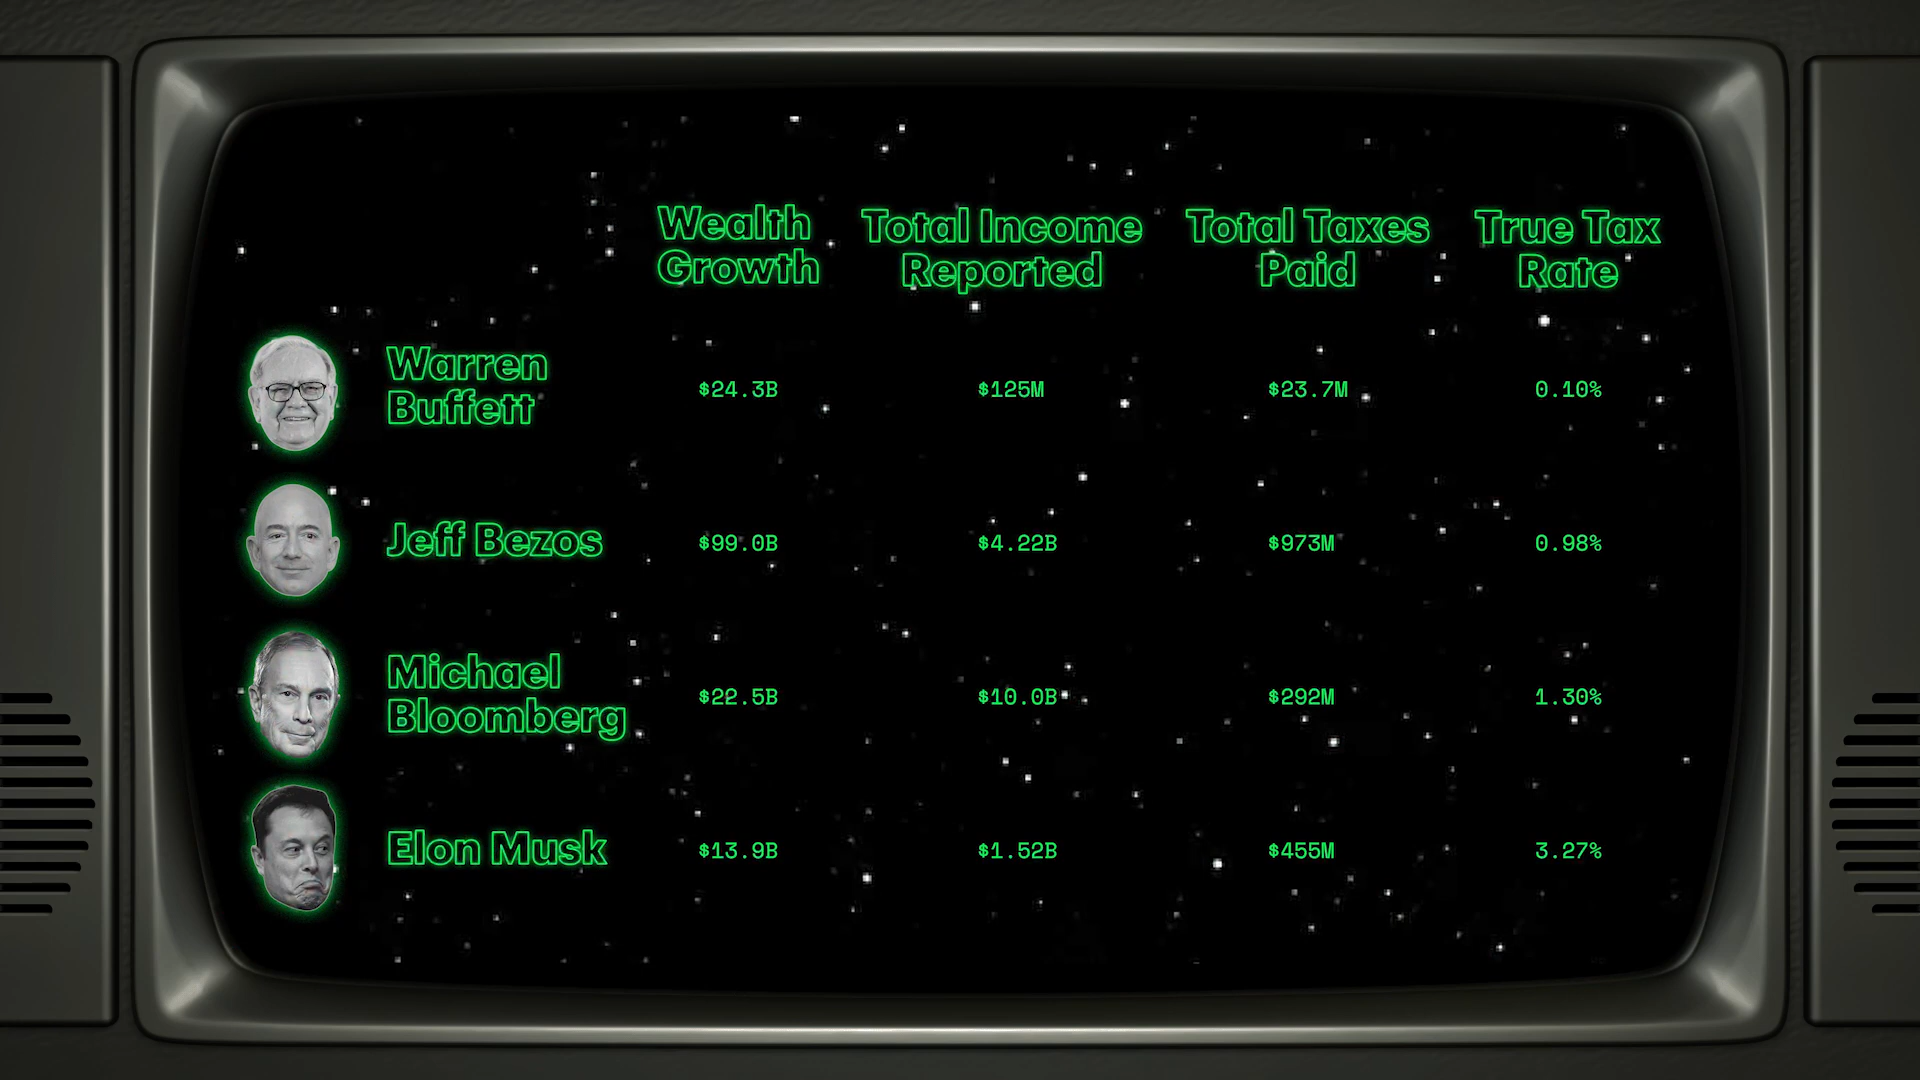 Wealth
Growth
Total Income
Reported
Total Taxes
Paid
True Tax
Rate
Warren
Buffett
$24.3B
$125M
$23.7M
0.10%
Jeff Bezos
$99.0B
$4.22B
$973M
0.98%
Michael
Bloomberg
$22.5B
$10.0B
$292M
1.30%
Elon Musk
$13.9B
$1.52B
$455M
3.27%